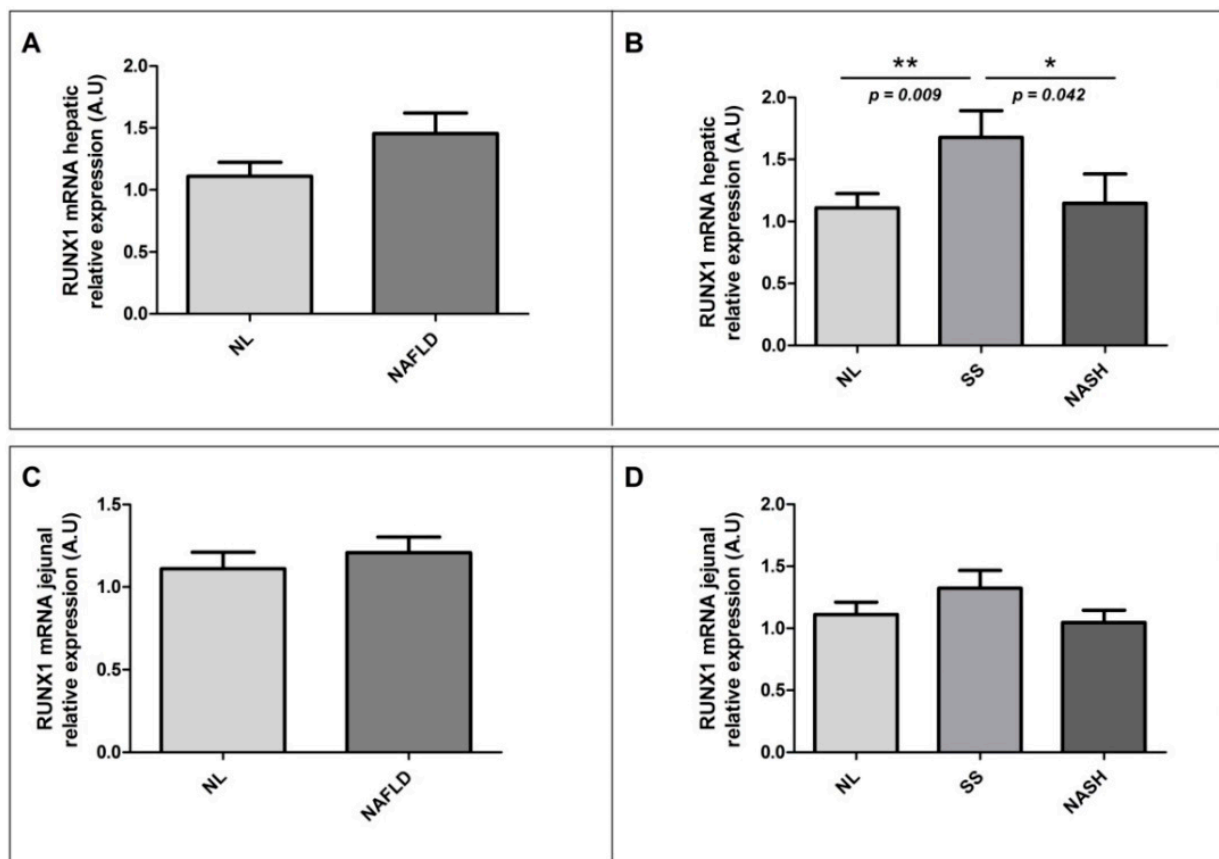 A
RUNX1 mRNA hepatic
relative expression (A.U)
2.0
1.5
1.0
0.5
0.0
NL
NAFLD
B
RUNX1 mRNA hepatic
relative expression (A.U)
**
*
p = 0.009
p = 0.042
2.0
1.5
1.0
0.5
0.0
NL
SS
NASH
C
RUNX1 mRNA jejunal
relative expression (A.U)
1.5
1.0
0.5
0.0
NL
NAFLD
D
RUNX1 mRNA jejunal
relative expression (A.U)
2.0
1.5
1.0
0.5
0.0
NL
SS
NASH